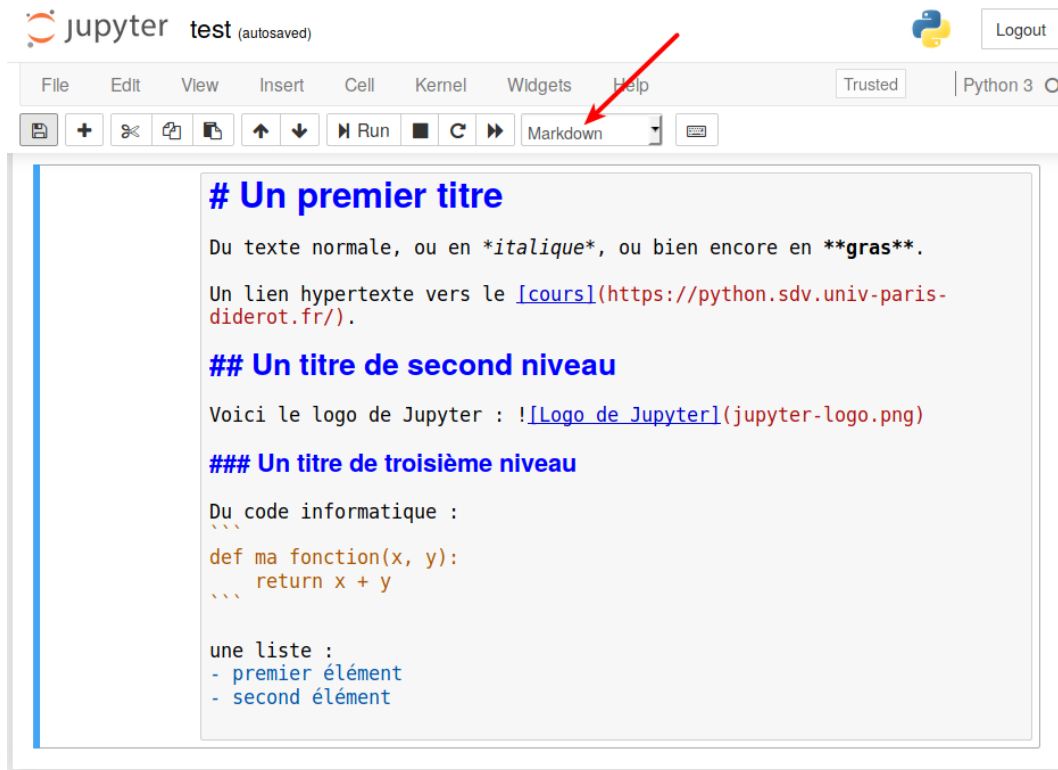 jupyter test (autosaved) Logout
File Edit View Insert Cell Kernel Widgets Help Trusted Python 3
Run Markdown
# Un premier titre
Du texte normale, ou en *italique*, ou bien encore en **gras**.
Un lien hypertexte vers le [cours](https://python.sdv.univ-paris-
diderot.fr/).
## Un titre de second niveau
Voici le logo de Jupyter : ![Logo de Jupyter](jupyter-logo.png)
### Un titre de troisième niveau
Du code informatique :
```
def ma fonction(x, y):
    return x + y
```
une liste :
- premier élément
- second élément